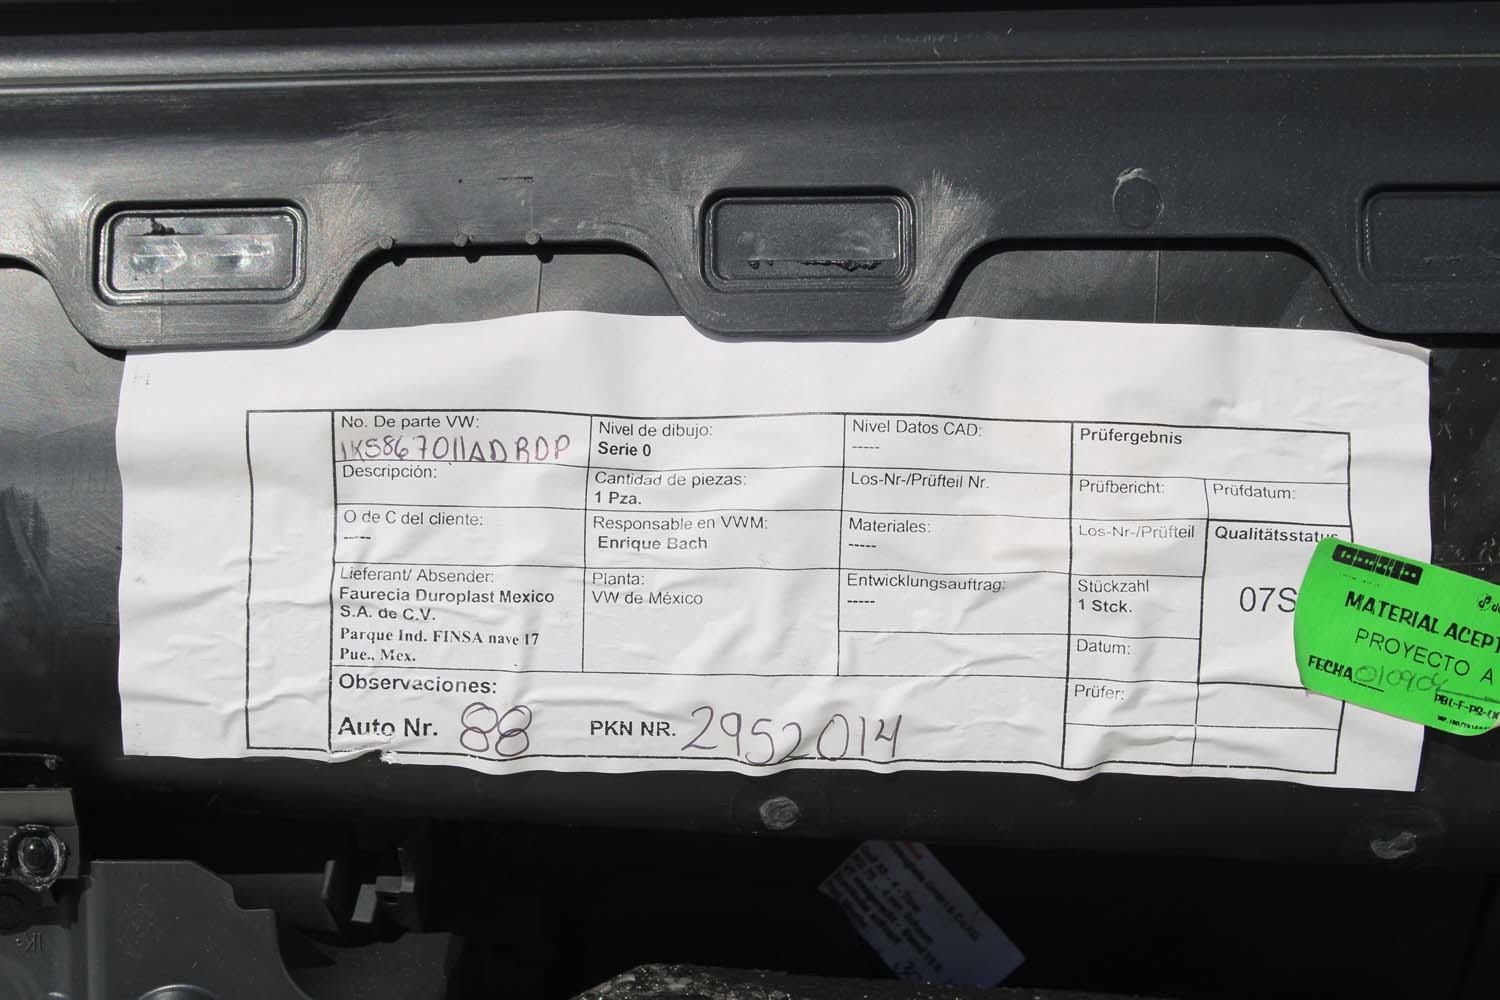 No. De parte VW:
1K5867011ADRDP
Descripción:
O de C del cliente:
-----
Lieferant/ Absender:
Faurecia Duroplast Mexico
S.A. de C.V.
Parque Ind. FINSA nave 17
Pue., Mex.
Nivel de dibujo:
Serie 0
Cantidad de piezas:
1 Pza.
Responsable en VWM:
Enrique Bach
Planta:
VW de México
Nivel Datos CAD:
-----
Los-Nr-/Prüfteil Nr.
Materiales:
-----
Entwicklungsauftrag:
-----
Prüfergebnis
Prüfbericht:
Prüfdatum:
Los-Nr-/Prüfteil
Qualitätsstatus
Stückzahl
1 Stck.
07S
Datum:
Prüfer:
Observaciones:
Auto Nr. 88
PKN NR. 2952014
MATERIAL ACEPT
PROYECTO A
FECHA 010904